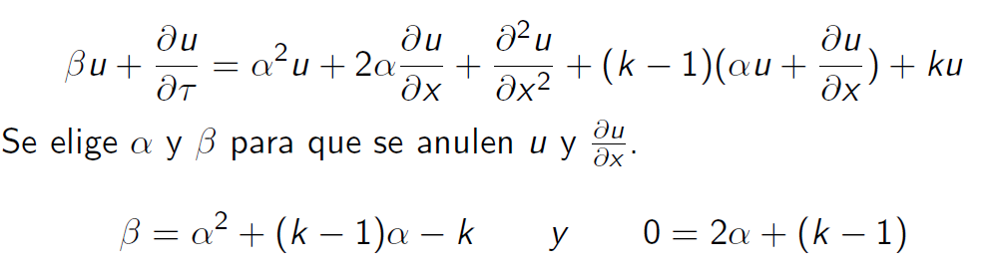 βu + ∂u/∂τ = α²u + 2α ∂u/∂x + ∂²u/∂x² + (k − 1)(αu + ∂u/∂x) + ku
Se elige α y β para que se anulen u y ∂u/∂x.
β = α² + (k − 1)α − k y 0 = 2α + (k − 1)